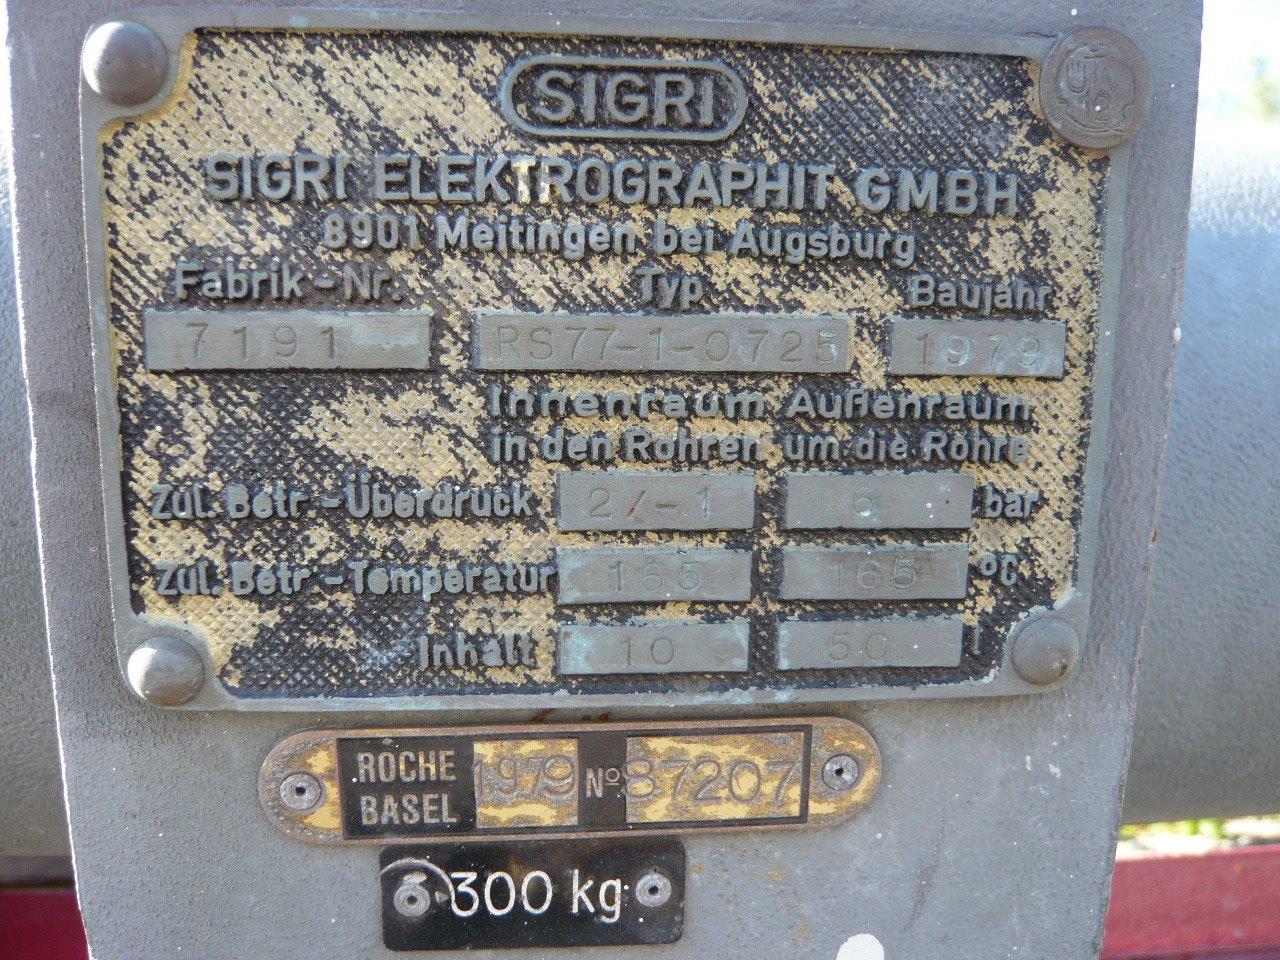 SIGRI
SIGRI ELEKTROGRAPHIT GMBH
8901 Meitingen bei Augsburg
Fabrik-Nr. Typ Baujahr
7191 RS77-1-0725 1979
Innenraum Außenraum
in den Rohren um die Rohre
Zul. Betr-Überdruck 2/-1 6 bar
Zul. Betr-Temperatur 165 165 °C
Inhalt 10 50 l
ROCHE BASEL 1979 Nº 87207
300 kg